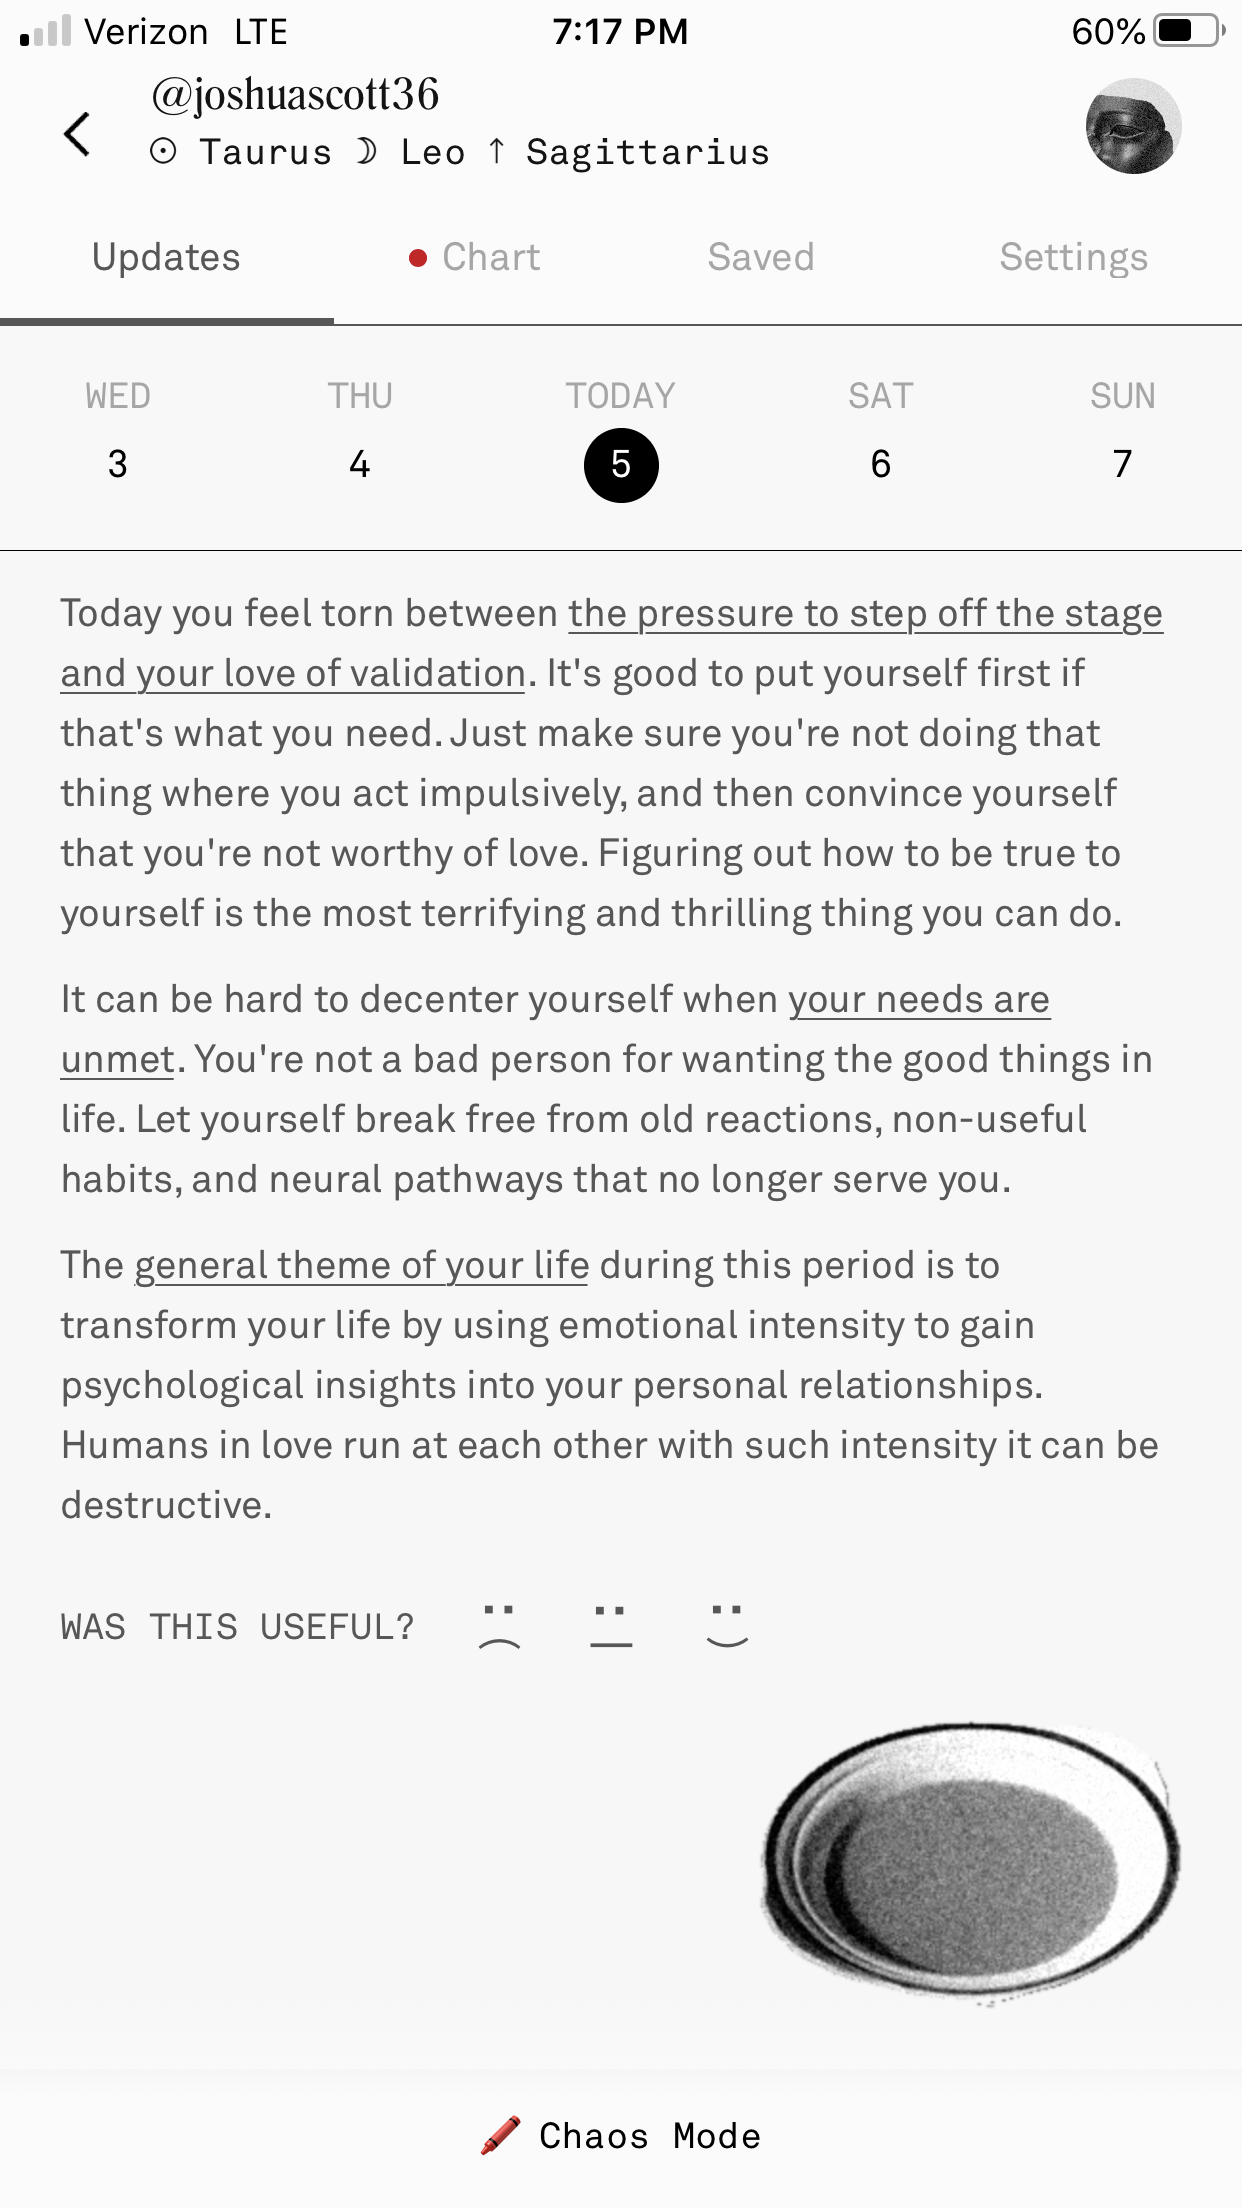 Verizon LTE 7:17 PM 60%
@joshuascott36
☉ Taurus ☽ Leo ↑ Sagittarius
Updates Chart Saved Settings
WED THU TODAY SAT SUN
3 4 5 6 7
Today you feel torn between the pressure to step off the stage
and your love of validation. It's good to put yourself first if
that's what you need. Just make sure you're not doing that
thing where you act impulsively, and then convince yourself
that you're not worthy of love. Figuring out how to be true to
yourself is the most terrifying and thrilling thing you can do.
It can be hard to decenter yourself when your needs are
unmet. You're not a bad person for wanting the good things in
life. Let yourself break free from old reactions, non-useful
habits, and neural pathways that no longer serve you.
The general theme of your life during this period is to
transform your life by using emotional intensity to gain
psychological insights into your personal relationships.
Humans in love run at each other with such intensity it can be
destructive.
WAS THIS USEFUL?
Chaos Mode